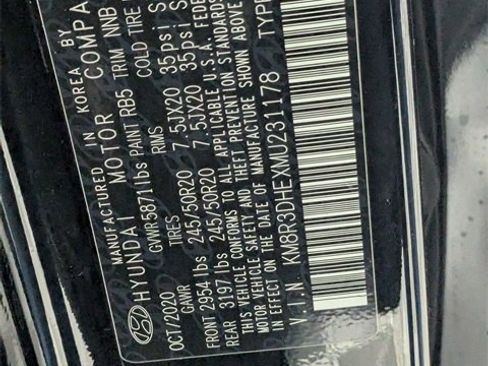 MANUFACTURED IN KOREA BY
HYUNDAI MOTOR COMPA
OCT/2020 GVWR5871lbs PAINT RB5 TRIM NNB
GAWR TIRES RIMS COLD TIRE
FRONT 2954 lbs 245/50R20 7.5JX20 35psi
REAR 3197 lbs 245/50R20 7.5JX20 35psi
THIS VEHICLE CONFORMS TO ALL APPLICABLE U.S.A. FEDE
MOTOR VEHICLE SAFETY AND THEFT PREVENTION STANDARDS
IN EFFECT ON THE DATE OF MANUFACTURE SHOWN ABOVE
V.I.N KM8R3DHEXMU231178 TYPE